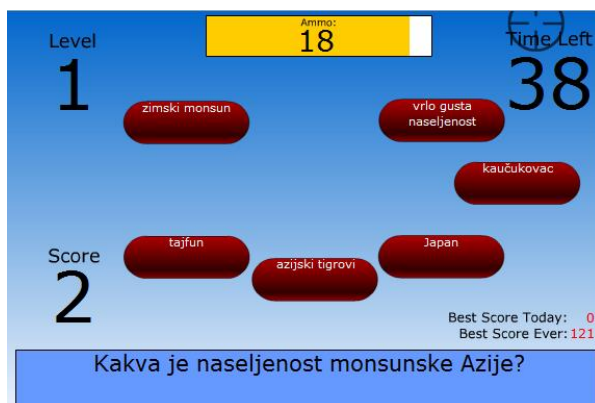 Level
1
Ammo:
18
Time Left
38
zimski monsun
vrlo gusta
naseljenost
kaučukovac
tajfun
azijski tigrovi
Japan
Score
2
Best Score Today: 0
Best Score Ever: 121
Kakva je naseljenost monsunske Azije?